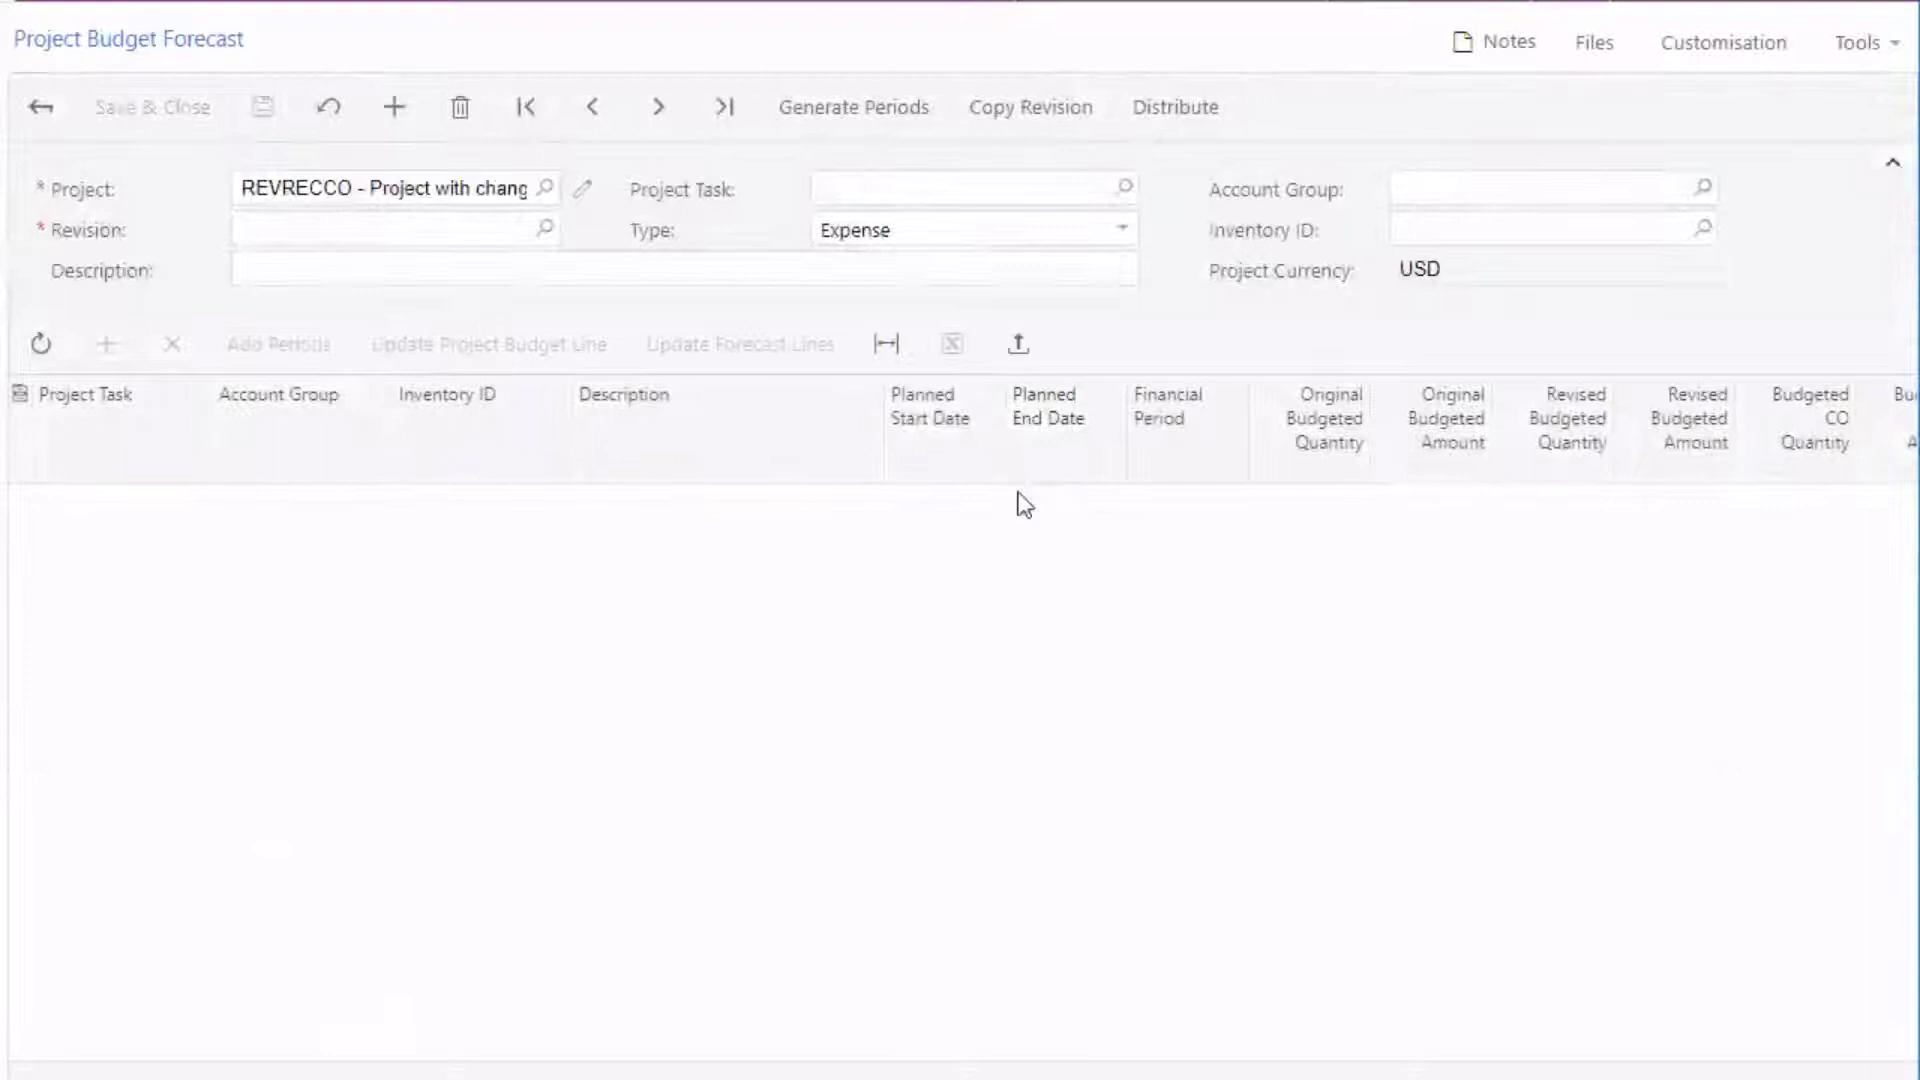 Project Budget Forecast
Notes Files Customisation Tools
Save & Close Generate Periods Copy Revision Distribute
* Project: REVRECCO - Project with chang Project Task: Account Group:
* Revision: Type: Expense Inventory ID:
Description: Project Currency: USD
Add Periods Update Project Budget Line Update Forecast Lines
Project Task Account Group Inventory ID Description Planned Start Date Planned End Date Financial Period Original Budgeted Quantity Original Budgeted Amount Revised Budgeted Quantity Revised Budgeted Amount Budgeted CO Quantity